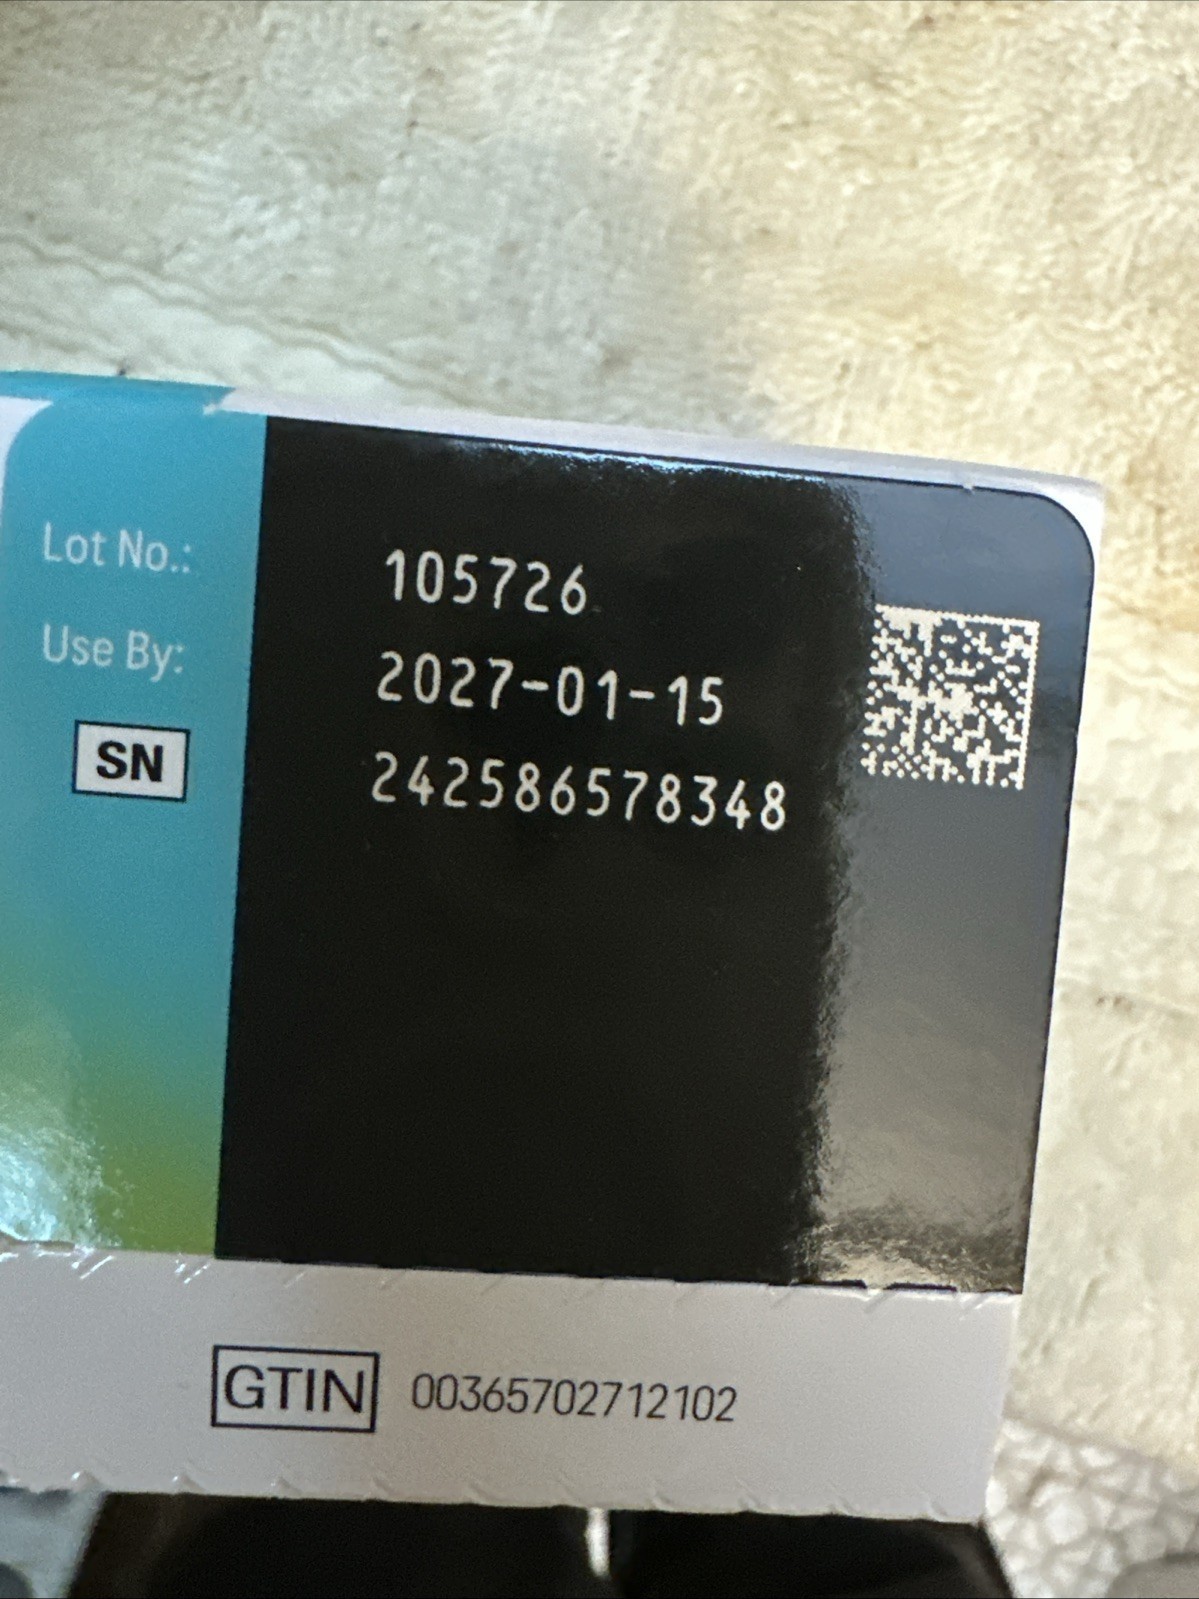 Lot No.: 105726
Use By: 2027-01-15
SN 242586578348
GTIN 00365702712102